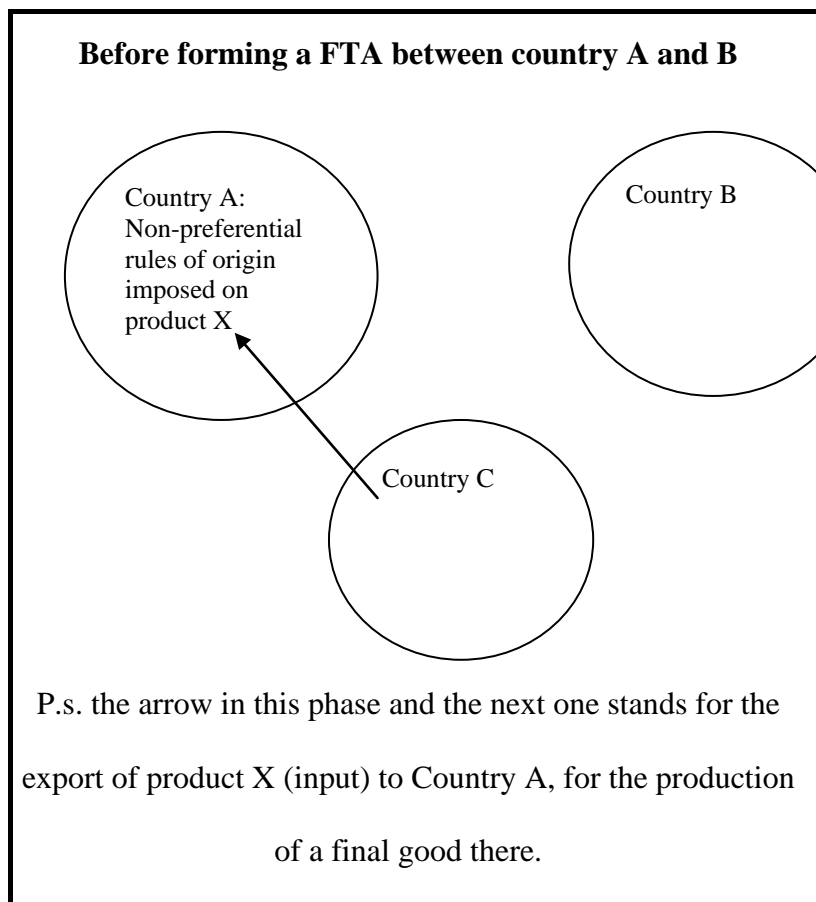 Before forming a FTA between country A and B
Country A:
Non-preferential
rules of origin
imposed on
product X
Country B
Country C
P.s. the arrow in this phase and the next one stands for the
export of product X (input) to Country A, for the production
of a final good there.